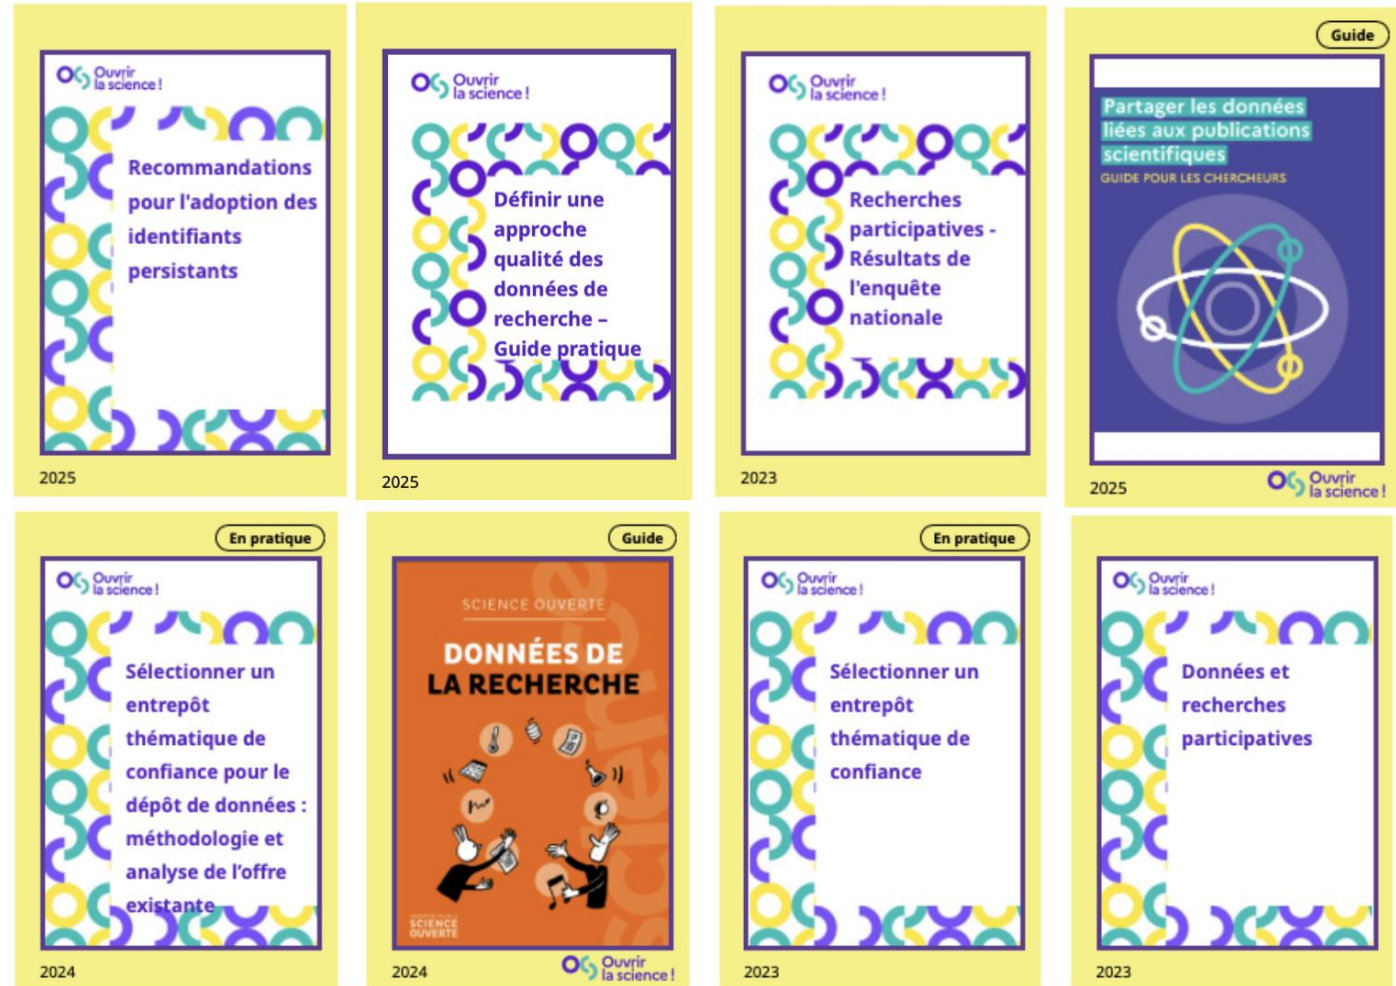 Ouvrir
la science !
Recommandations
pour l'adoption des
identifiants
persistants
2025
Ouvrir
la science !
Définir une
approche
qualité des
données de
recherche –
Guide pratique
2025
Ouvrir
la science !
Recherches
participatives -
Résultats de
l'enquête
nationale
2023
Guide
Partager les données
liées aux publications
scientifiques
GUIDE POUR LES CHERCHEURS
2025
Ouvrir
la science !
En pratique
Ouvrir
la science !
Sélectionner un
entrepôt
thématique de
confiance pour le
dépôt de données :
méthodologie et
analyse de l’offre
existante
2024
Guide
science
SCIENCE OUVERTE
DONNÉES DE
LA RECHERCHE
SCIENCE
OUVERTE
2024
Ouvrir
la science !
En pratique
Ouvrir
la science !
Sélectionner un
entrepôt
thématique de
confiance
2023
Ouvrir
la science !
Données et
recherches
participatives
2023